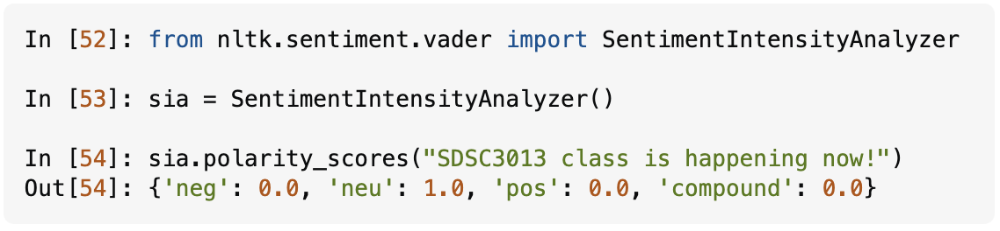 In [52]: from nltk.sentiment.vader import SentimentIntensityAnalyzer
In [53]: sia = SentimentIntensityAnalyzer()
In [54]: sia.polarity_scores("SDSC3013 class is happening now!")
Out[54]: {'neg': 0.0, 'neu': 1.0, 'pos': 0.0, 'compound': 0.0}